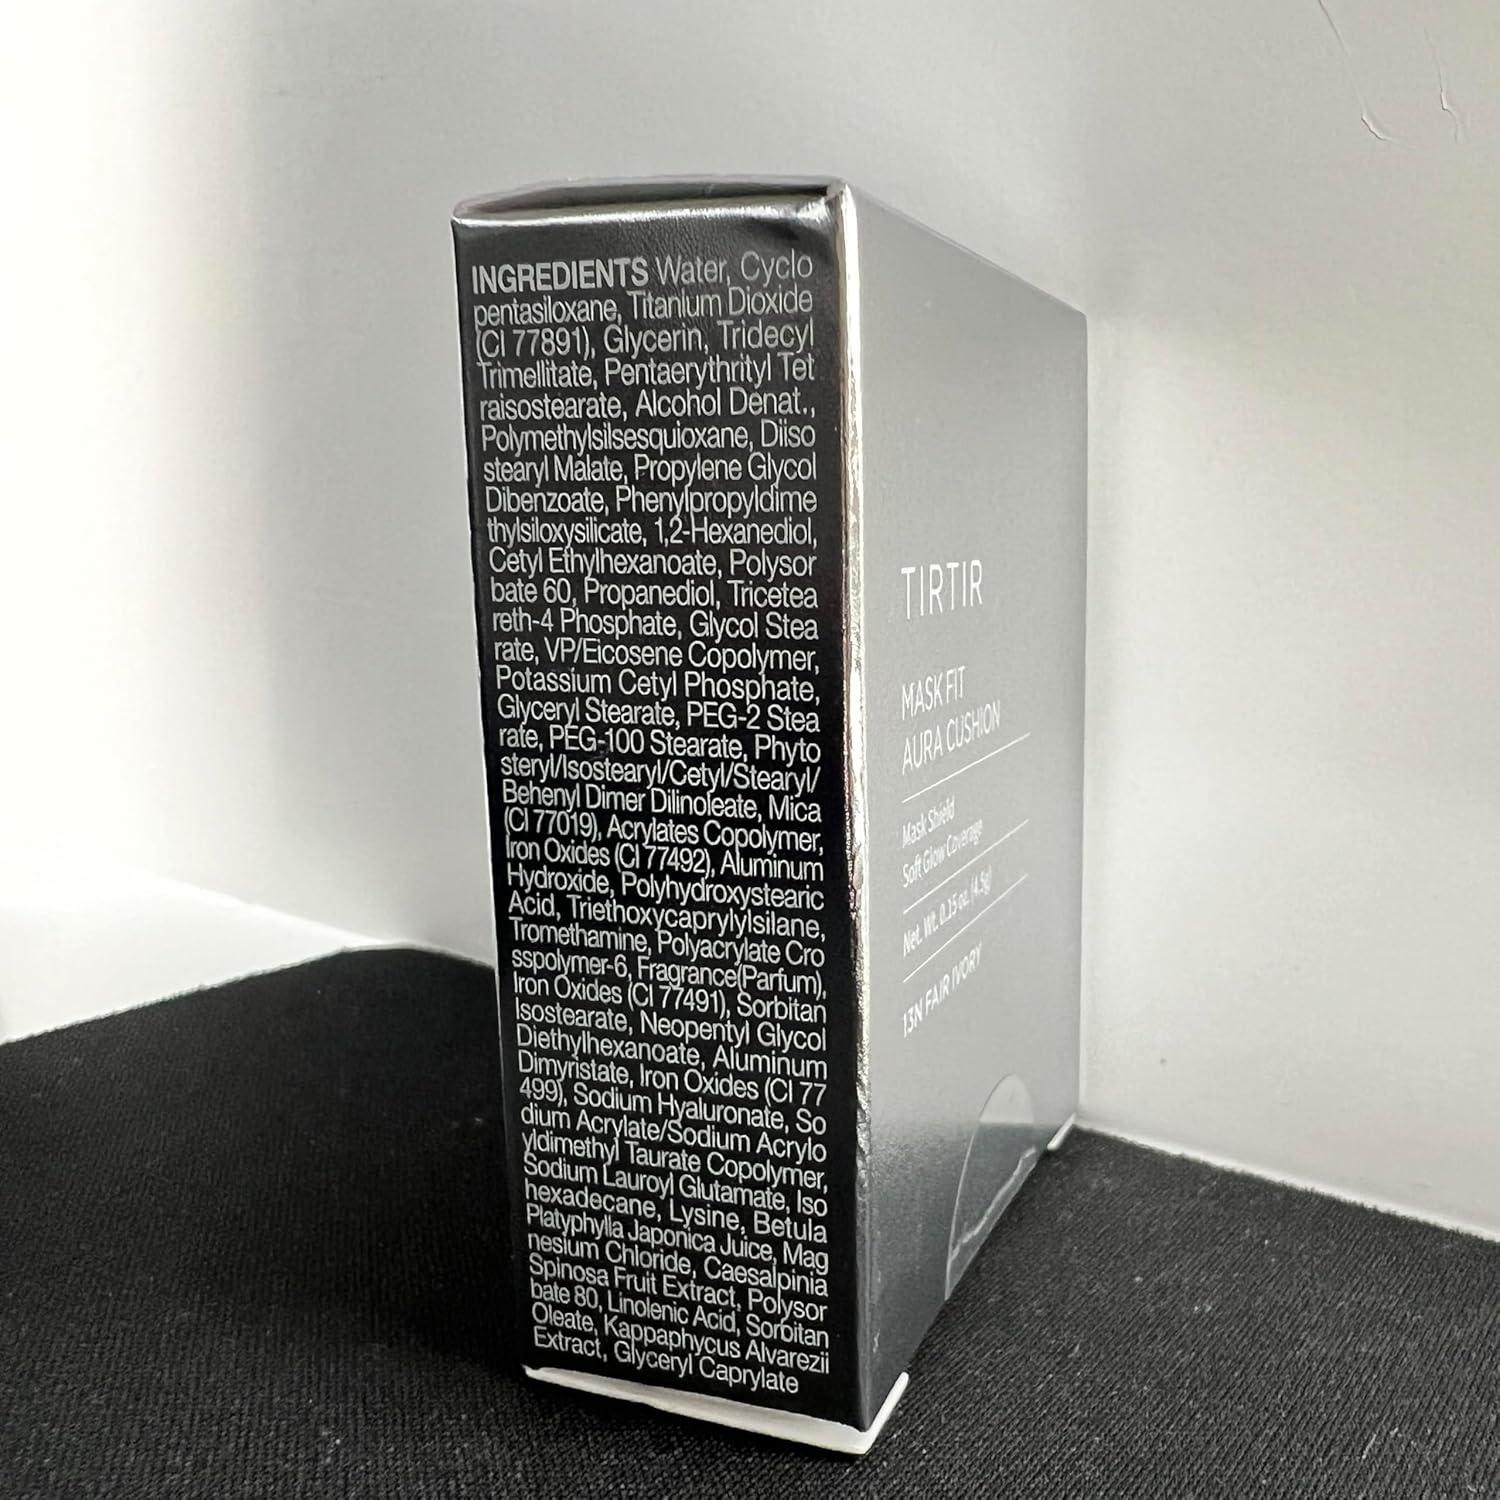 INGREDIENTS Water, Cyclo
pentasiloxane, Titanium Dioxide
(CI 77891), Glycerin, Tridecyl
Trimellitate, Pentaerythrityl Tet
raisostearate, Alcohol Denat.,
Polymethylsilsesquioxane, Diiso
stearyl Malate, Propylene Glycol
Dibenzoate, Phenylpropyldime
thylsiloxysilicate, 1,2-Hexanediol,
Cetyl Ethylhexanoate, Polysor
bate 60, Propanediol, Tricetea
reth-4 Phosphate, Glycol Stea
rate, VP/Eicosene Copolymer,
Potassium Cetyl Phosphate,
Glyceryl Stearate, PEG-2 Stea
rate, PEG-100 Stearate, Phyto
steryl/Isostearyl/Cetyl/Stearyl/
Behenyl Dimer Dilinoleate, Mica
(CI 77019), Acrylates Copolymer,
Iron Oxides (CI 77492), Aluminum
Hydroxide, Polyhydroxystearic
Acid, Triethoxycaprylylsilane,
Tromethamine, Polyacrylate Cro
sspolymer-6, Fragrance(Parfum),
Iron Oxides (CI 77491), Sorbitan
Isostearate, Neopentyl Glycol
Diethylhexanoate, Aluminum
Dimyristate, Iron Oxides (CI 77
499), Sodium Hyaluronate, So
dium Acrylate/Sodium Acrylo
yldimethyl Taurate Copolymer,
Sodium Lauroyl Glutamate, Iso
hexadecane, Lysine, Betula
Platyphylla Japonica Juice, Mag
nesium Chloride, Caesalpinia
Spinosa Fruit Extract, Polysor
bate 80, Linolenic Acid, Sorbitan
Oleate, Kappaphycus Alvarezii
Extract, Glyceryl Caprylate
TIRTIR
MASK FIT
AURA CUSHION
Mask Shield
Soft Glow Coverage
Net. Wt. 0.15 oz. (4.5g)
13N FAIR IVORY